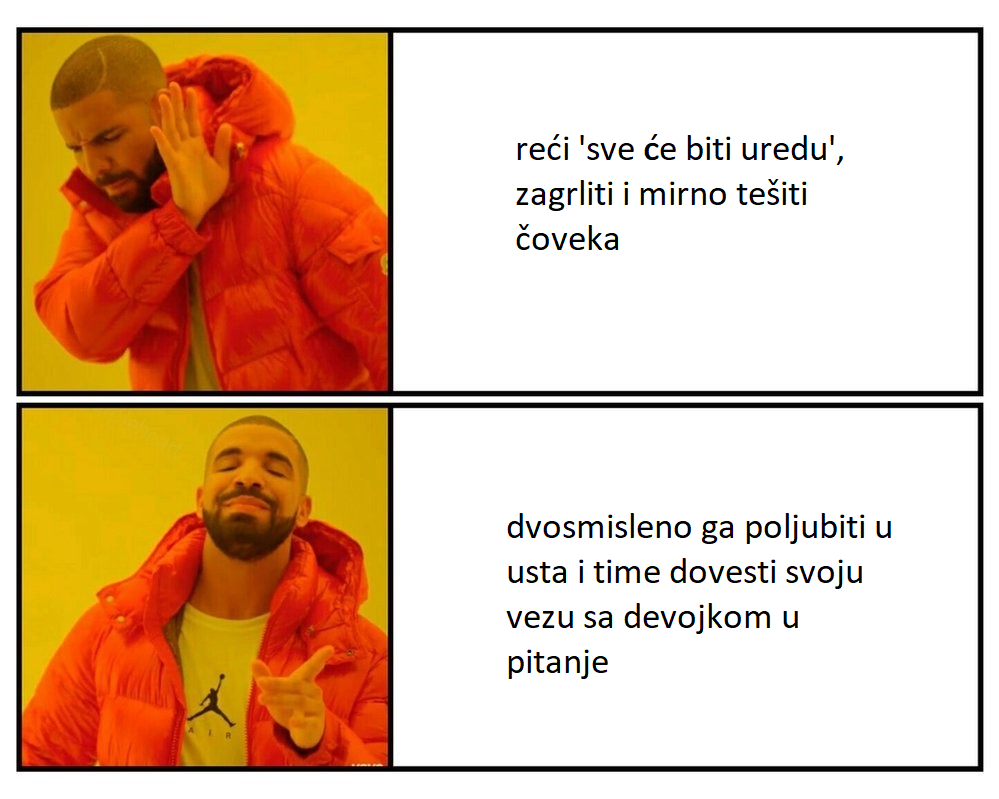 reći 'sve će biti uredu',
zagrliti i mirno tešiti
čoveka
dvosmisleno ga poljubiti u
usta i time dovesti svoju
vezu sa devojkom u
pitanje
A I R